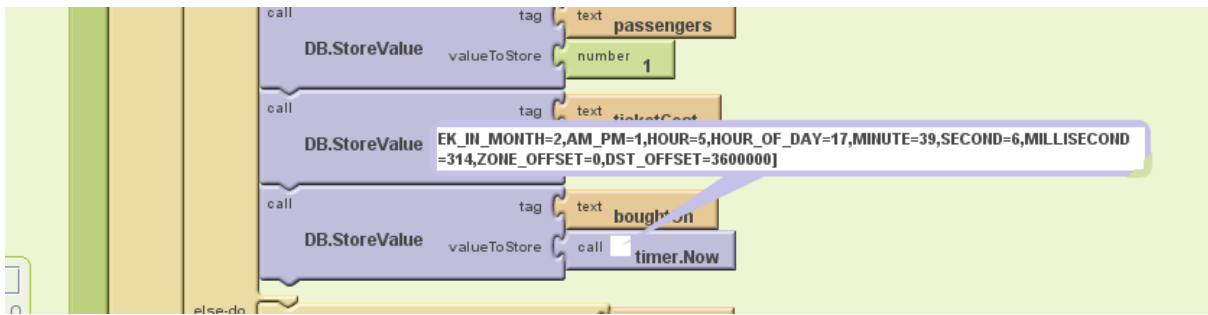 call
tag
text
passengers
DB.StoreValue
valueToStore
number
1
call
tag
text
ticketCost
DB.StoreValue
EK_IN_MONTH=2,AM_PM=1,HOUR=5,HOUR_OF_DAY=17,MINUTE=39,SECOND=6,MILLISECOND
=314,ZONE_OFFSET=0,DST_OFFSET=3600000]
call
tag
text
boughtOn
DB.StoreValue
valueToStore
call
timer.Now
else-do